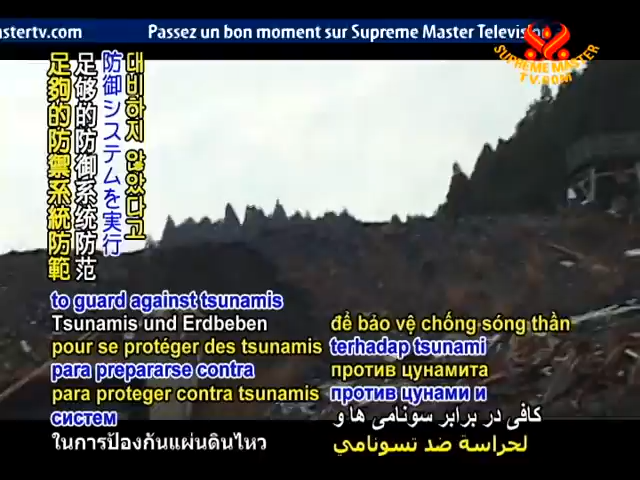 stertv.com Passez un bon moment sur Supreme Master Television
SUPREME MASTER
TV.COM
대비하지 않았다고
防御システムを実行
足够的防御系统防范
足夠的防禦系統防範
to guard against tsunamis
Tsunamis und Erdbeben
để bảo vệ chống sóng thần
pour se protéger des tsunamis
terhadap tsunami
para prepararse contra
против цунамита
para proteger contra tsunamis
против цунами и
систем
کافی در برابر سونامی ها و
ในการป้องกันแผ่นดินไหว
لحراسة ضد تسونامي